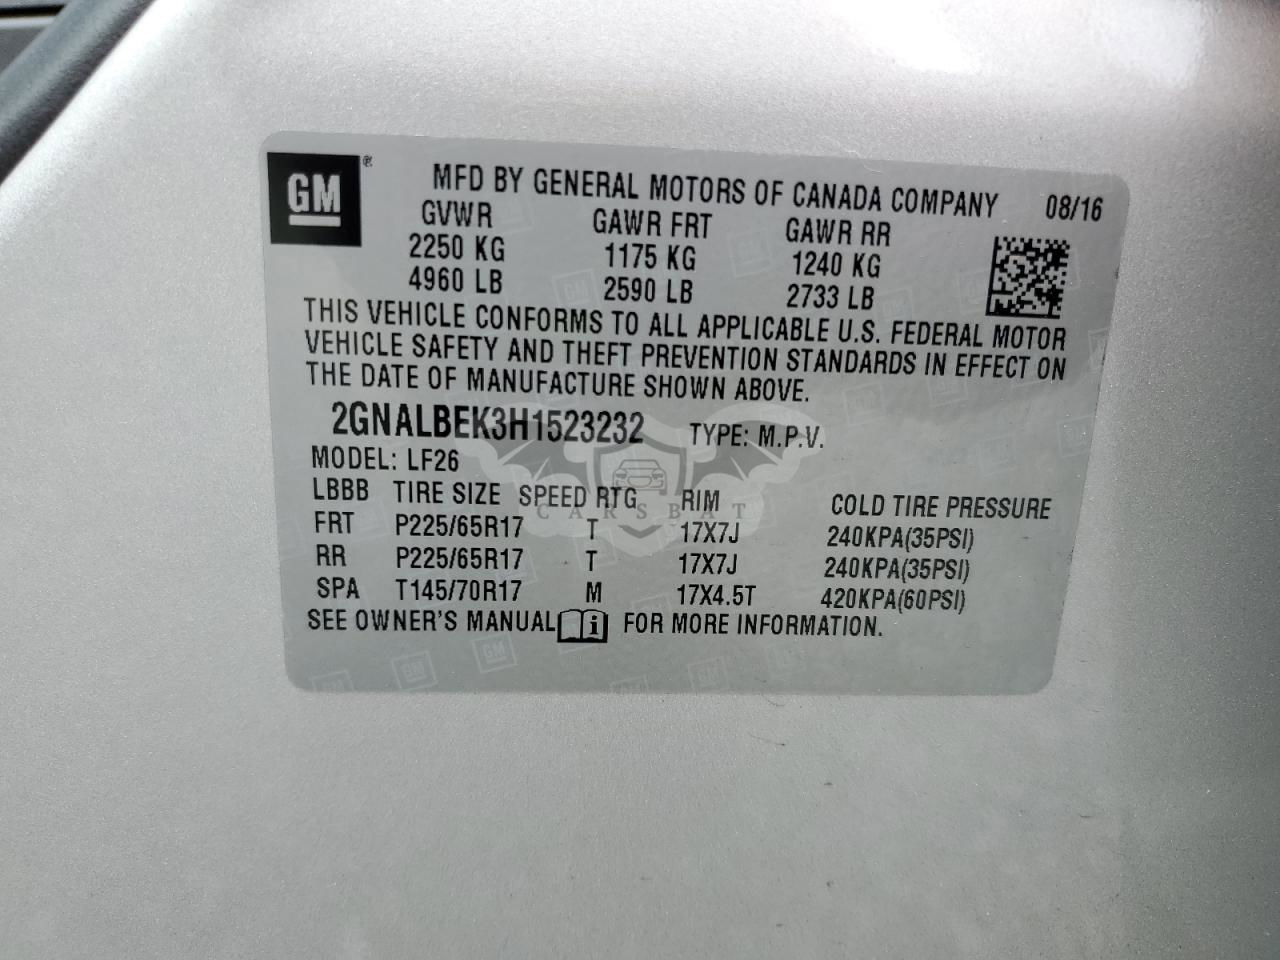 GM ® MFD BY GENERAL MOTORS OF CANADA COMPANY 08/16
GVWR GAWR FRT GAWR RR
2250 KG 1175 KG 1240 KG
4960 LB 2590 LB 2733 LB
THIS VEHICLE CONFORMS TO ALL APPLICABLE U.S. FEDERAL MOTOR
VEHICLE SAFETY AND THEFT PREVENTION STANDARDS IN EFFECT ON
THE DATE OF MANUFACTURE SHOWN ABOVE.
2GNALBEK3H1523232 TYPE: M.P.V.
MODEL: LF26
LBBB TIRE SIZE SPEED RTG RIM COLD TIRE PRESSURE
CARSBAT
FRT P225/65R17 T 17X7J 240KPA(35PSI)
RR P225/65R17 T 17X7J 240KPA(35PSI)
SPA T145/70R17 M 17X4.5T 420KPA(60PSI)
SEE OWNER'S MANUAL i FOR MORE INFORMATION.
GM GM